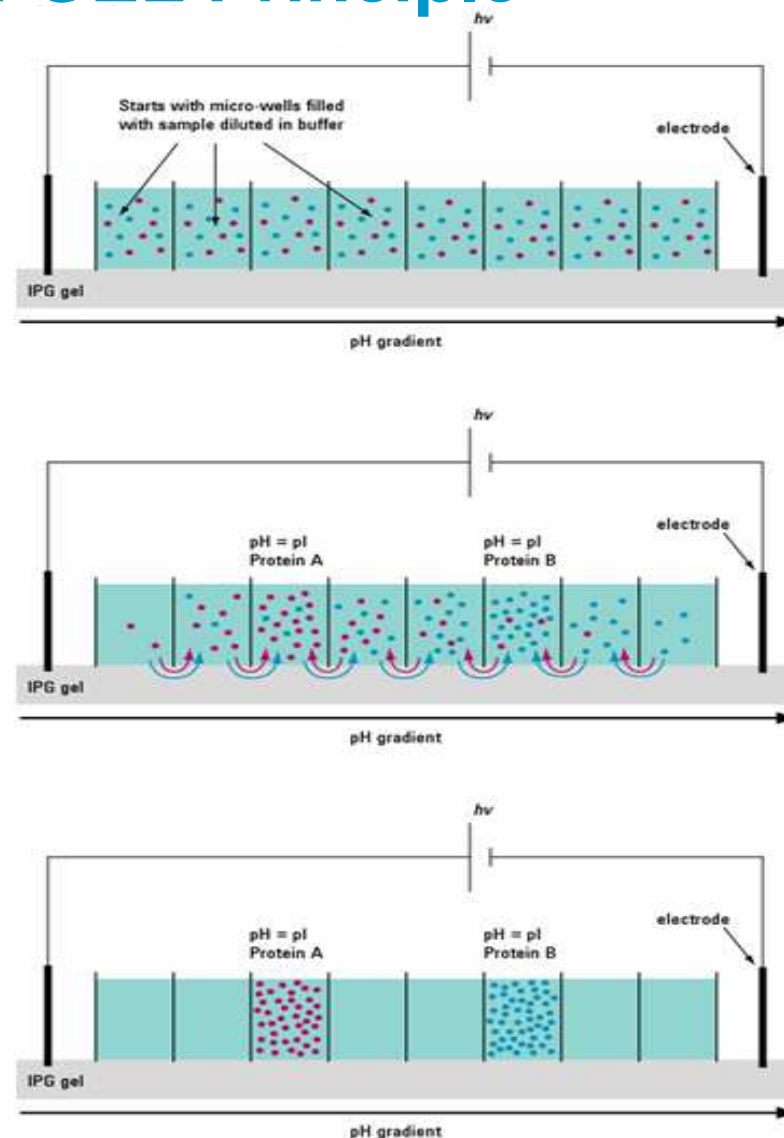 hv
Starts with micro-wells filled
with sample diluted in buffer
electrode
IPG gel
pH gradient
hv
electrode
pH = pI
Protein A
pH = pI
Protein B
IPG gel
pH gradient
hv
electrode
pH = pI
Protein A
pH = pI
Protein B
IPG gel
pH gradient